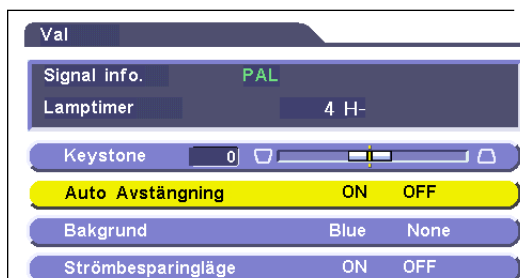 Val
Signal info. PAL
Lamptimer 4 H-
Keystone 0
Auto Avstängning ON OFF
Bakgrund Blue None
Strömbesparingläge ON OFF